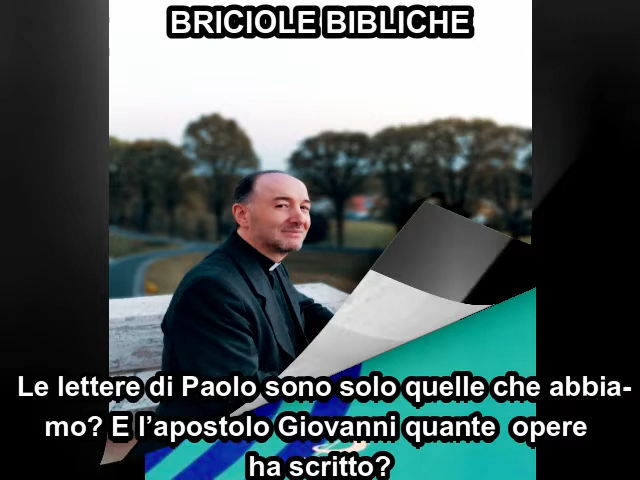 BRICIOLE BIBLICHE
Le lettere di Paolo sono solo quelle che abbia-
mo? E l'apostolo Giovanni quante opere
ha scritto?